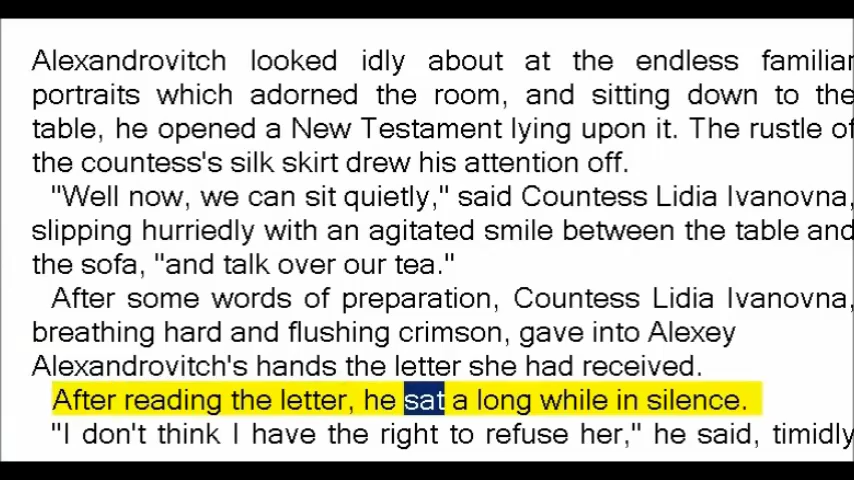 Alexandrovitch looked idly about at the endless familiar
portraits which adorned the room, and sitting down to the
table, he opened a New Testament lying upon it. The rustle of
the countess's silk skirt drew his attention off.
"Well now, we can sit quietly," said Countess Lidia Ivanovna,
slipping hurriedly with an agitated smile between the table and
the sofa, "and talk over our tea."
After some words of preparation, Countess Lidia Ivanovna,
breathing hard and flushing crimson, gave into Alexey
Alexandrovitch's hands the letter she had received.
After reading the letter, he sat a long while in silence.
"I don't think I have the right to refuse her," he said, timidly